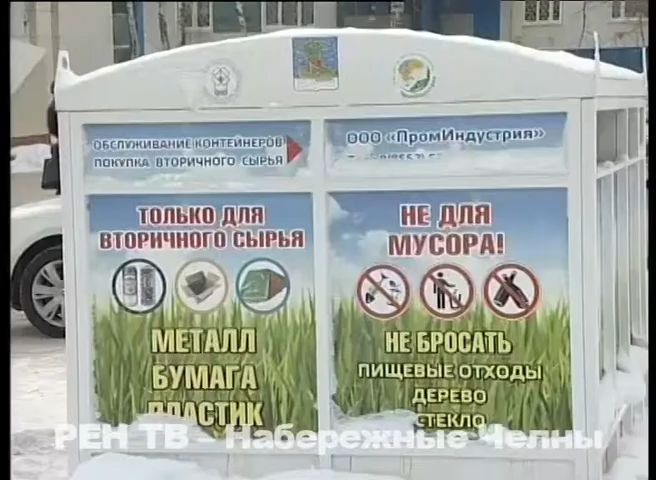 ОБСЛУЖИВАНИЕ КОНТЕЙНЕРОВ
ПОКУПКА ВТОРИЧНОГО СЫРЬЯ
ООО «ПромИндустрия»
ТОЛЬКО ДЛЯ
ВТОРИЧНОГО СЫРЬЯ
МЕТАЛЛ
БУМАГА
ПЛАСТИК
НЕ ДЛЯ
МУСОРА!
НЕ БРОСАТЬ
ПИЩЕВЫЕ ОТХОДЫ
ДЕРЕВО
СТЕКЛО
РЕН ТВ - Набережные Челны